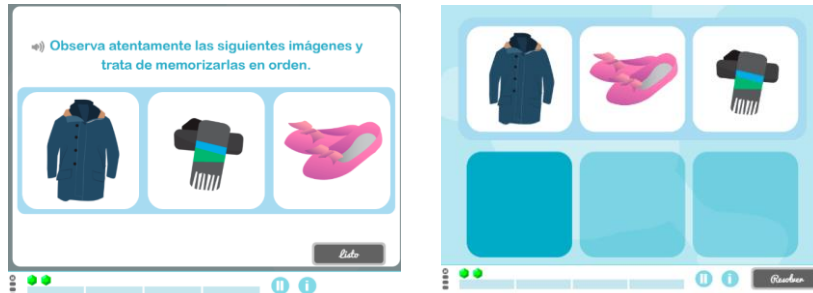 Observa atentamente las siguientes imágenes y
trata de memorizarlas en orden.
Listo
Resolver